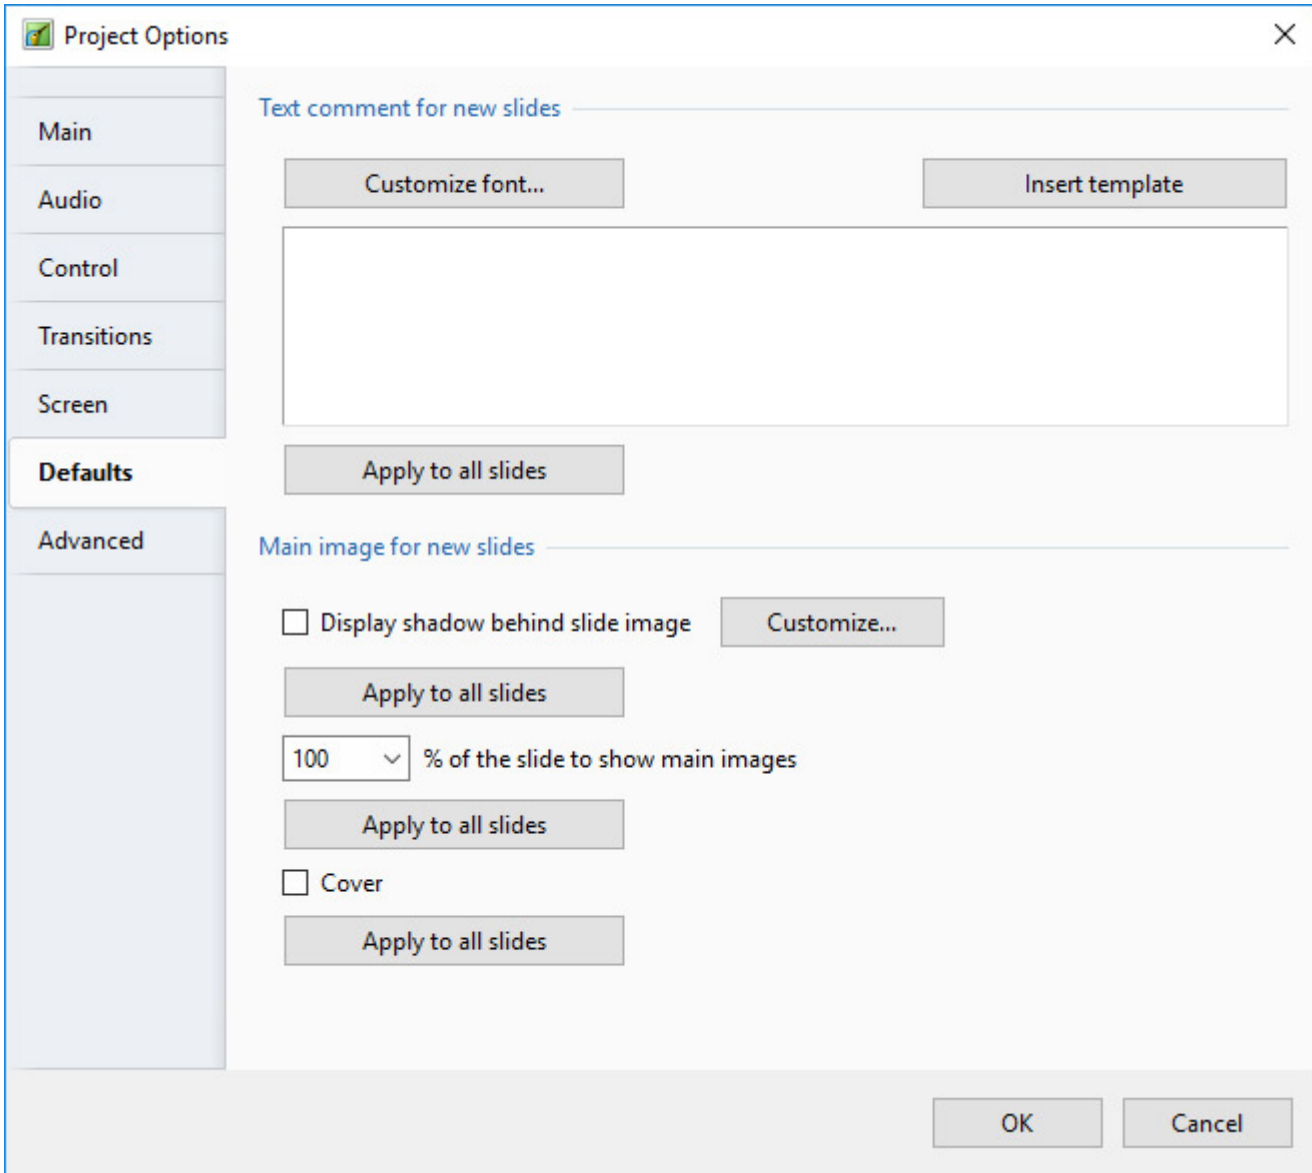 Project Options
Main
Audio
Control
Transitions
Screen
Defaults
Advanced
Text comment for new slides
Customize font... Insert template
Apply to all slides
Main image for new slides
Display shadow behind slide image Customize...
Apply to all slides
100 % of the slide to show main images
Apply to all slides
Cover
Apply to all slides
OK Cancel